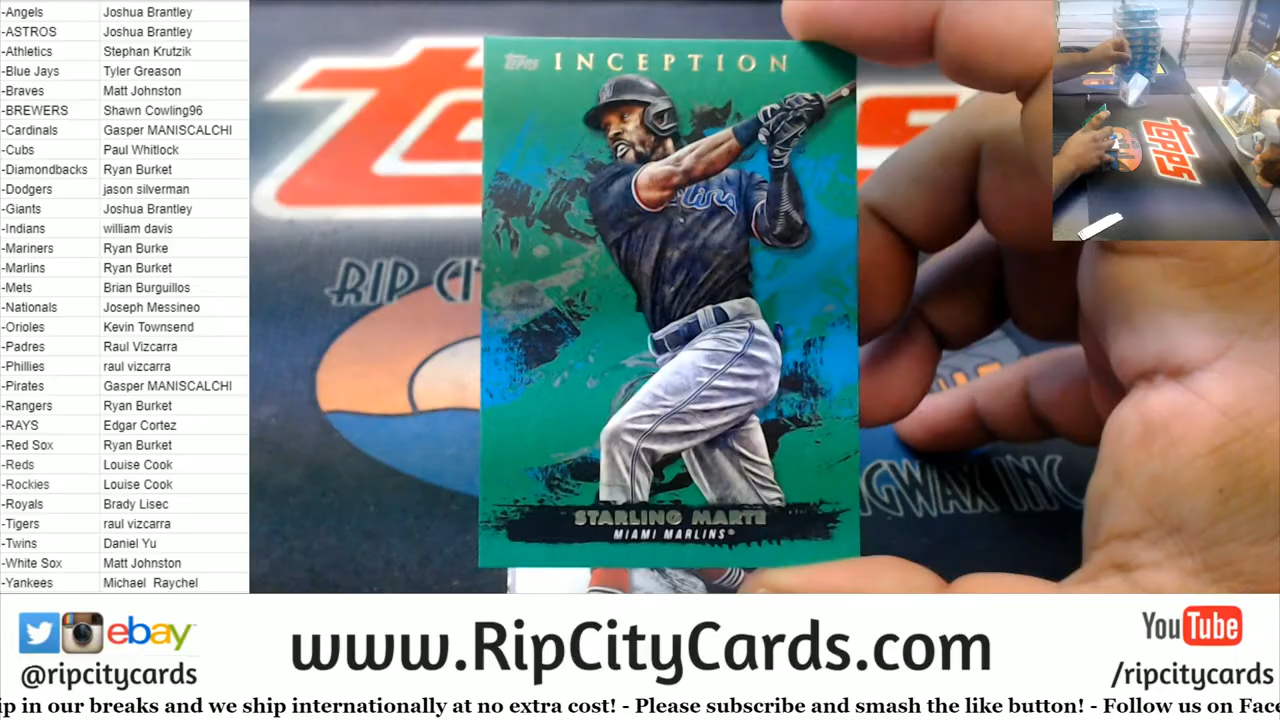 -Angels Joshua Brantley
-ASTROS Joshua Brantley
-Athletics Stephan Krutzik
-Blue Jays Tyler Greason
-Braves Matt Johnston
-BREWERS Shawn Cowling96
-Cardinals Gasper MANISCALCHI
-Cubs Paul Whitlock
-Diamondbacks Ryan Burket
-Dodgers jason silverman
-Giants Joshua Brantley
-Indians william davis
-Mariners Ryan Burke
-Marlins Ryan Burket
-Mets Brian Burguillos
-Nationals Joseph Messineo
-Orioles Kevin Townsend
-Padres Raul Vizcarra
-Phillies raul vizcarra
-Pirates Gasper MANISCALCHI
-Rangers Ryan Burket
-RAYS Edgar Cortez
-Red Sox Ryan Burket
-Reds Louise Cook
-Rockies Louise Cook
-Royals Brady Lisec
-Tigers raul vizcarra
-Twins Daniel Yu
-White Sox Matt Johnston
-Yankees Michael Raychel
Topps INCEPTION
STARLING MARTE
MIAMI MARLINS®
RIP CI
GWAX INC
Topps
ebay
@ripcitycards
www.RipCityCards.com
YouTube
/ripcitycards
ip in our breaks and we ship internationally at no extra cost! - Please subscribe and smash the like button! - Follow us on Face